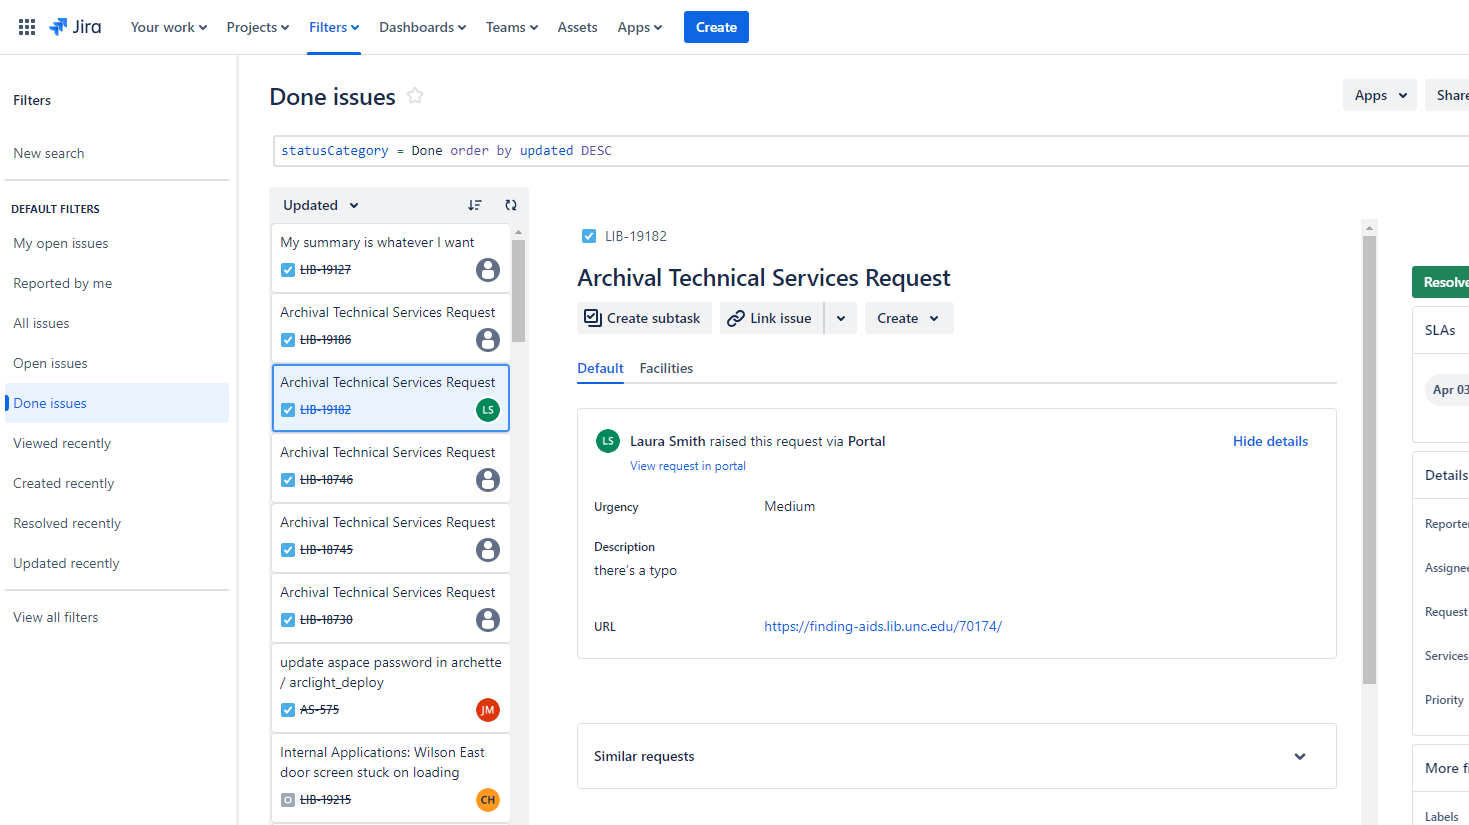 Jira Your work Projects Filters Dashboards Teams Assets Apps Create
Filters
New search
DEFAULT FILTERS
My open issues
Reported by me
All issues
Open issues
Done issues
Viewed recently
Created recently
Resolved recently
Updated recently
View all filters
Done issues
Apps Share
statusCategory = Done order by updated DESC
Updated
My summary is whatever I want
LIB-19127
Archival Technical Services Request
LIB-19186
Archival Technical Services Request
LIB-19182
LS
Archival Technical Services Request
LIB-18746
Archival Technical Services Request
LIB-18745
Archival Technical Services Request
LIB-18730
update aspace password in archette
/ arclight_deploy
AS-575
JM
Internal Applications: Wilson East
door screen stuck on loading
LIB-19215
CH
LIB-19182
Archival Technical Services Request
Create subtask Link issue Create
Default Facilities
LS Laura Smith raised this request via Portal Hide details
View request in portal
Urgency Medium
Description
there's a typo
URL https://finding-aids.lib.unc.edu/70174/
Similar requests
Resolve
SLAs
Apr 03
Details
Reporte
Assignee
Request
Services
Priority
More fi
Labels